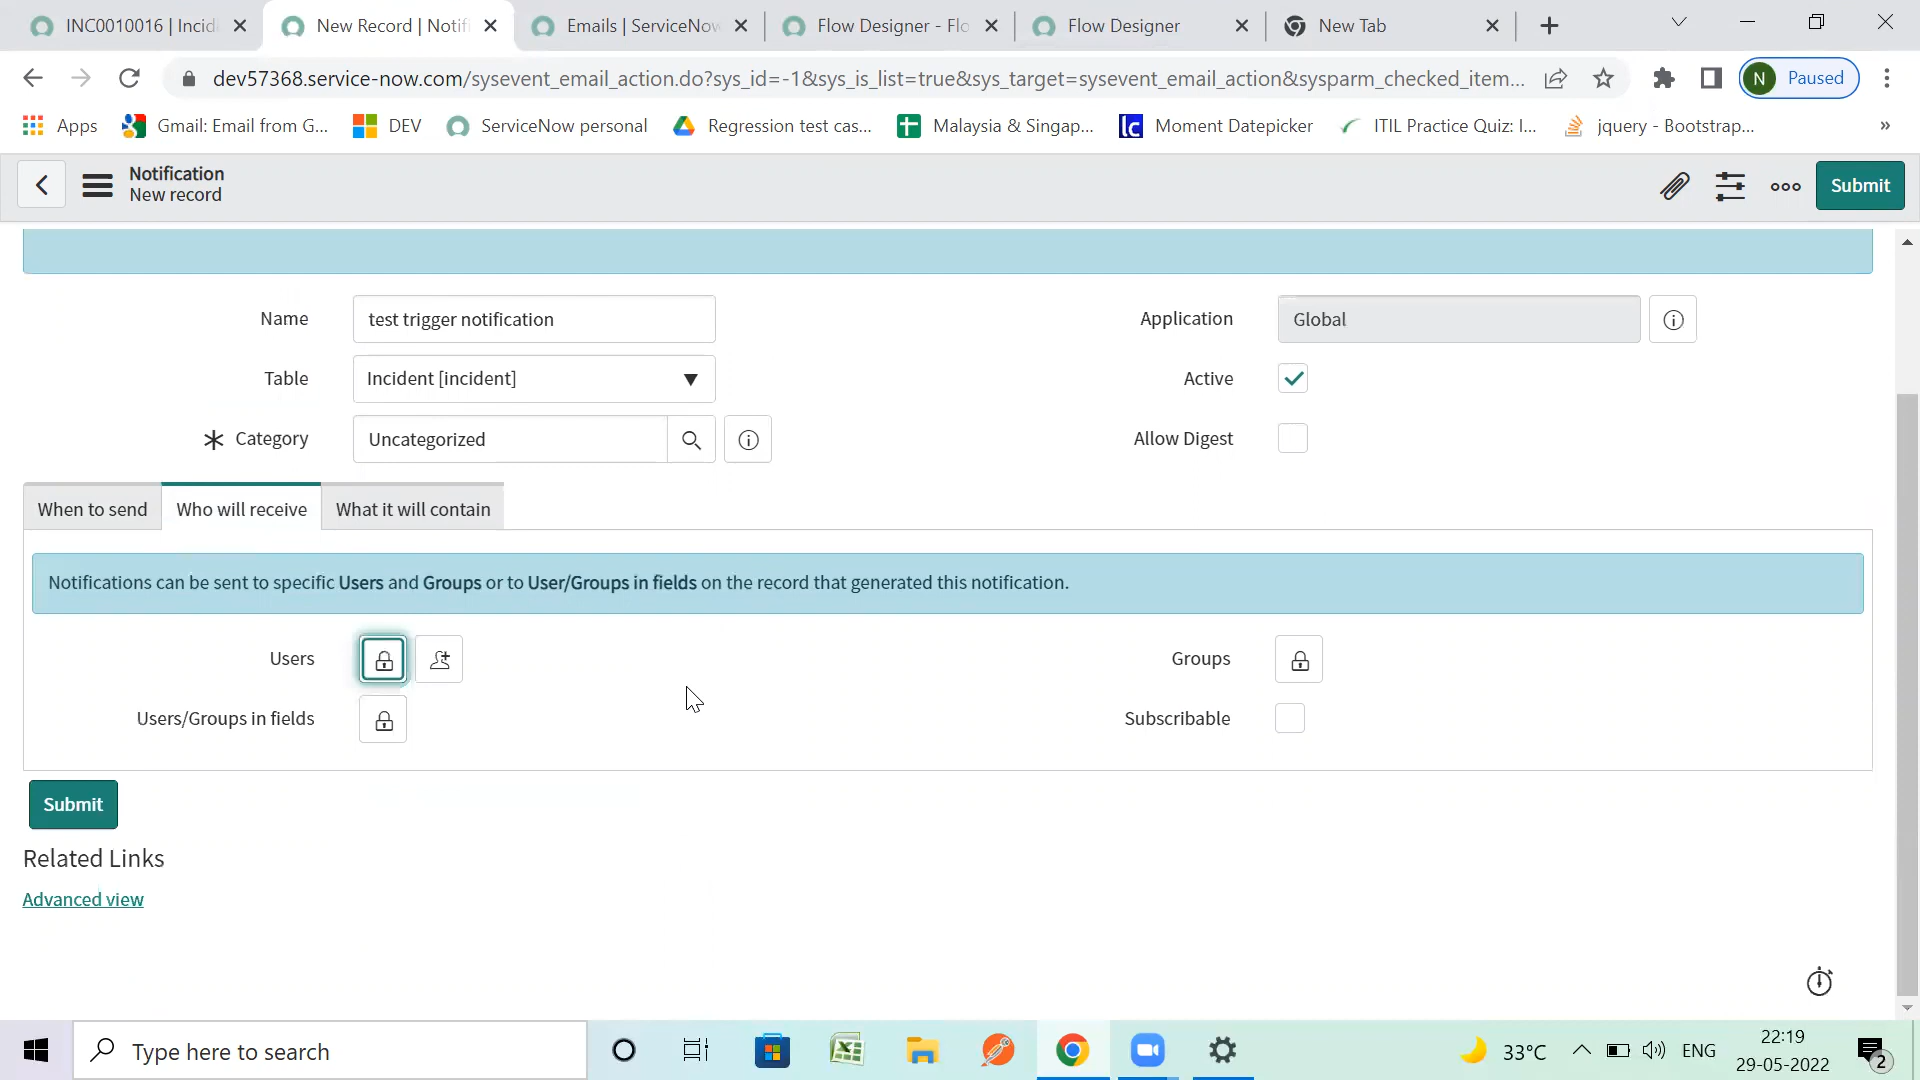 INC0010016 | Incid
New Record | Notif
Emails | ServiceNow
Flow Designer - Flo
Flow Designer
New Tab
dev57368.service-now.com/sysevent_email_action.do?sys_id=-1&sys_is_list=true&sys_target=sysevent_email_action&sysparm_checked_item...
N Paused
Apps
Gmail: Email from G...
DEV
ServiceNow personal
Regression test cas...
Malaysia & Singap...
lc Moment Datepicker
ITIL Practice Quiz: I...
jquery - Bootstrap...
»
Notification
New record
Submit
Name
test trigger notification
Application
Global
Table
Incident [incident]
Active
Category
Uncategorized
Allow Digest
When to send
Who will receive
What it will contain
Notifications can be sent to specific Users and Groups or to User/Groups in fields on the record that generated this notification.
Users
Groups
Users/Groups in fields
Subscribable
Submit
Related Links
Advanced view
Type here to search
33°C
ENG
22:19
29-05-2022
2